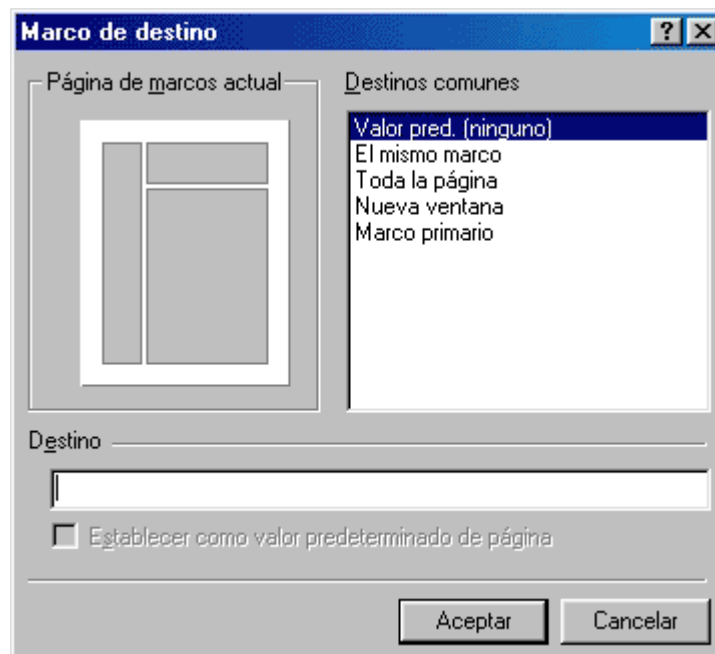 Marco de destino
Página de marcos actual
Destinos comunes
Valor pred. (ninguno)
El mismo marco
Toda la página
Nueva ventana
Marco primario
Destino
Establecer como valor predeterminado de página
Aceptar
Cancelar